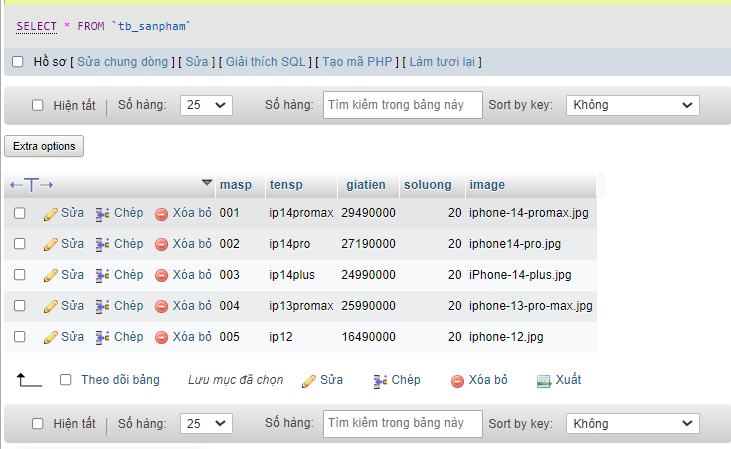 SELECT * FROM `tb_sanpham`
Hồ sơ [ Sửa chung dòng ] [ Sửa ] [ Giải thích SQL ] [ Tạo mã PHP ] [ Làm tươi lại ]
Hiện tất | Số hàng: 25 Số hàng: Tìm kiếm trong bảng này Sort by key: Không
Extra options
←T→ masp tensp giatien soluong image
Sửa Chép Xóa bỏ 001 ip14promax 29490000 20 iphone-14-promax.jpg
Sửa Chép Xóa bỏ 002 ip14pro 27190000 20 iphone14-pro.jpg
Sửa Chép Xóa bỏ 003 ip14plus 24990000 20 iPhone-14-plus.jpg
Sửa Chép Xóa bỏ 004 ip13promax 25990000 20 iphone-13-pro-max.jpg
Sửa Chép Xóa bỏ 005 ip12 16490000 20 iphone-12.jpg
Theo dõi bảng Lưu mục đã chọn Sửa Chép Xóa bỏ Xuất
Hiện tất | Số hàng: 25 Số hàng: Tìm kiếm trong bảng này Sort by key: Không